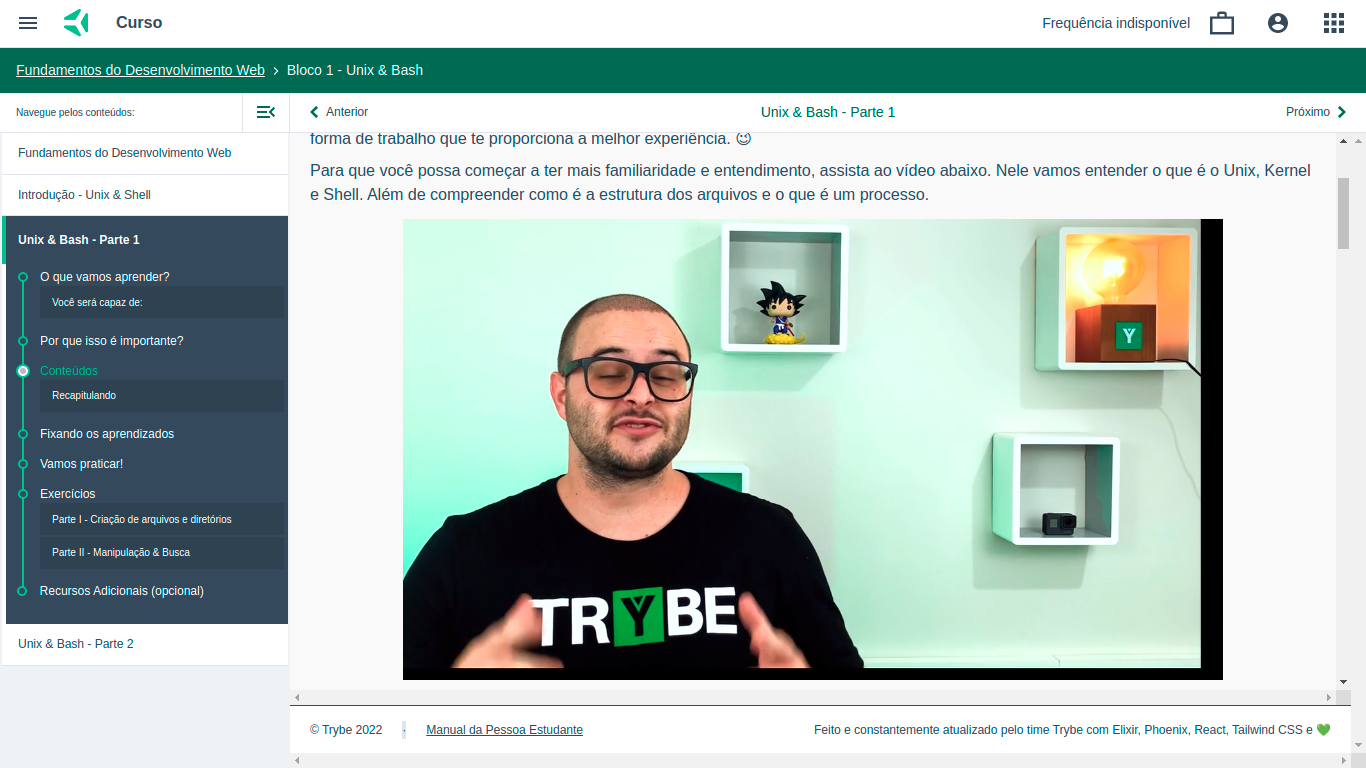 Curso
Frequência indisponível
Fundamentos do Desenvolvimento Web > Bloco 1 - Unix & Bash
Navegue pelos conteúdos:
Anterior
Unix & Bash - Parte 1
Próximo
Fundamentos do Desenvolvimento Web
Introdução - Unix & Shell
Unix & Bash - Parte 1
O que vamos aprender?
Você será capaz de:
Por que isso é importante?
Conteúdos
Recapitulando
Fixando os aprendizados
Vamos praticar!
Exercícios
Parte I - Criação de arquivos e diretórios
Parte II - Manipulação & Busca
Recursos Adicionais (opcional)
Unix & Bash - Parte 2
forma de trabalho que te proporciona a melhor experiência. 😉
Para que você possa começar a ter mais familiaridade e entendimento, assista ao vídeo abaixo. Nele vamos entender o que é o Unix, Kernel
e Shell. Além de compreender como é a estrutura dos arquivos e o que é um processo.
Y
TRYBE
© Trybe 2022 · Manual da Pessoa Estudante
Feito e constantemente atualizado pelo time Trybe com Elixir, Phoenix, React, Tailwind CSS e 💚